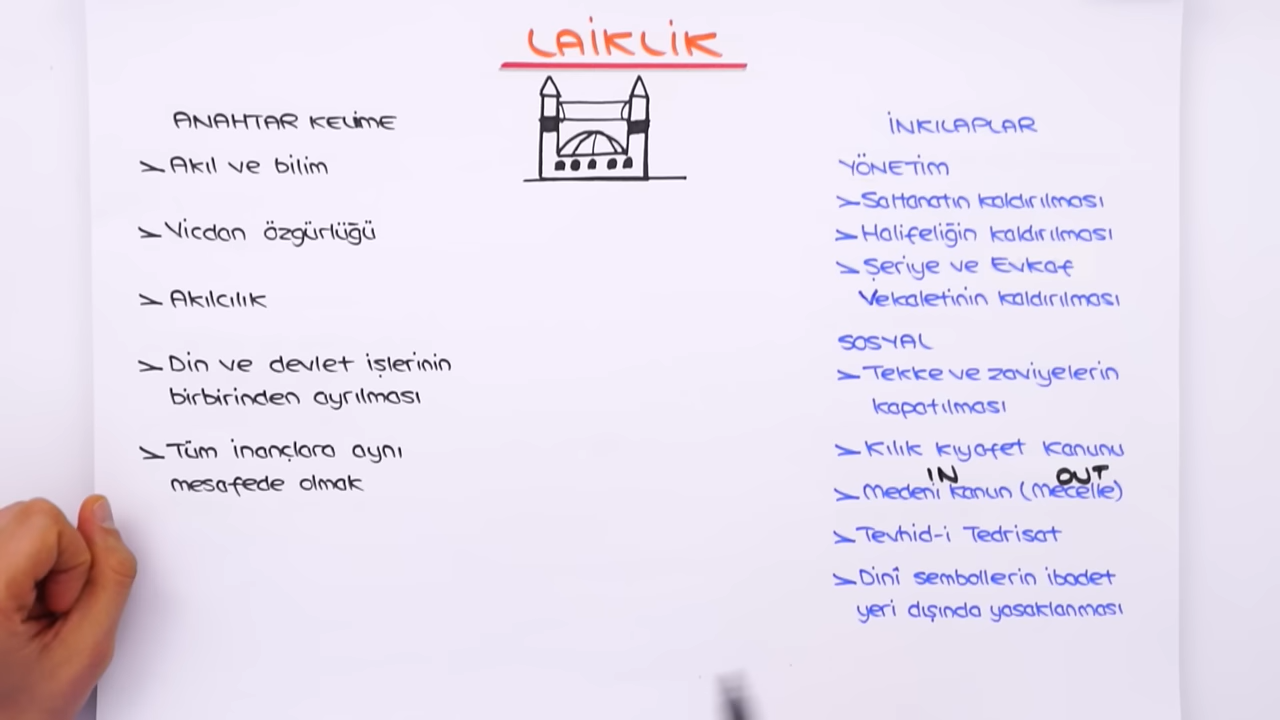 LAİKLİK
ANAHTAR KELİME
➤ Akıl ve bilim
➤ Vicdan özgürlüğü
➤ Akılcılık
➤ Din ve devlet işlerinin
birbirinden ayrılması
➤ Tüm inançlara aynı
mesafede olmak
İNKILAPLAR
YÖNETİM
➤ Saltanatın kaldırılması
➤ Halifeliğin kaldırılması
➤ Şeriye ve Evkaf
Vekaletinin kaldırılması
SOSYAL
➤ Tekke ve zaviyelerin
kapatılması
➤ Kılık kıyafet Kanunu
IN OUT
➤ Medeni kanun (Mecelle)
➤ Tevhid-i Tedrisat
➤ Dinî sembollerin ibadet
yeri dışında yasaklanması